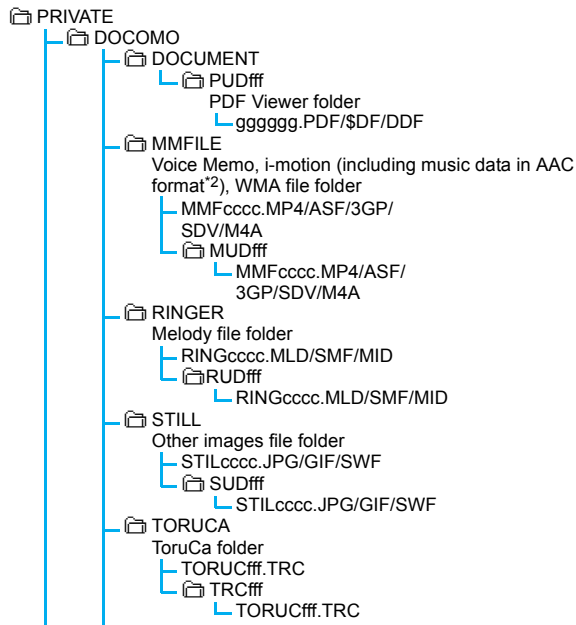 PRIVATE
DOCOMO
DOCUMENT
PUDfff
PDF Viewer folder
gggggg.PDF/$DF/DDF
MMFILE
Voice Memo, i-motion (including music data in AAC
format*2), WMA file folder
MMFcccc.MP4/ASF/3GP/
SDV/M4A
MUDfff
MMFcccc.MP4/ASF/
3GP/SDV/M4A
RINGER
Melody file folder
RINGcccc.MLD/SMF/MID
RUDfff
RINGcccc.MLD/SMF/MID
STILL
Other images file folder
STILcccc.JPG/GIF/SWF
SUDfff
STILcccc.JPG/GIF/SWF
TORUCA
ToruCa folder
TORUCfff.TRC
TRCfff
TORUCfff.TRC